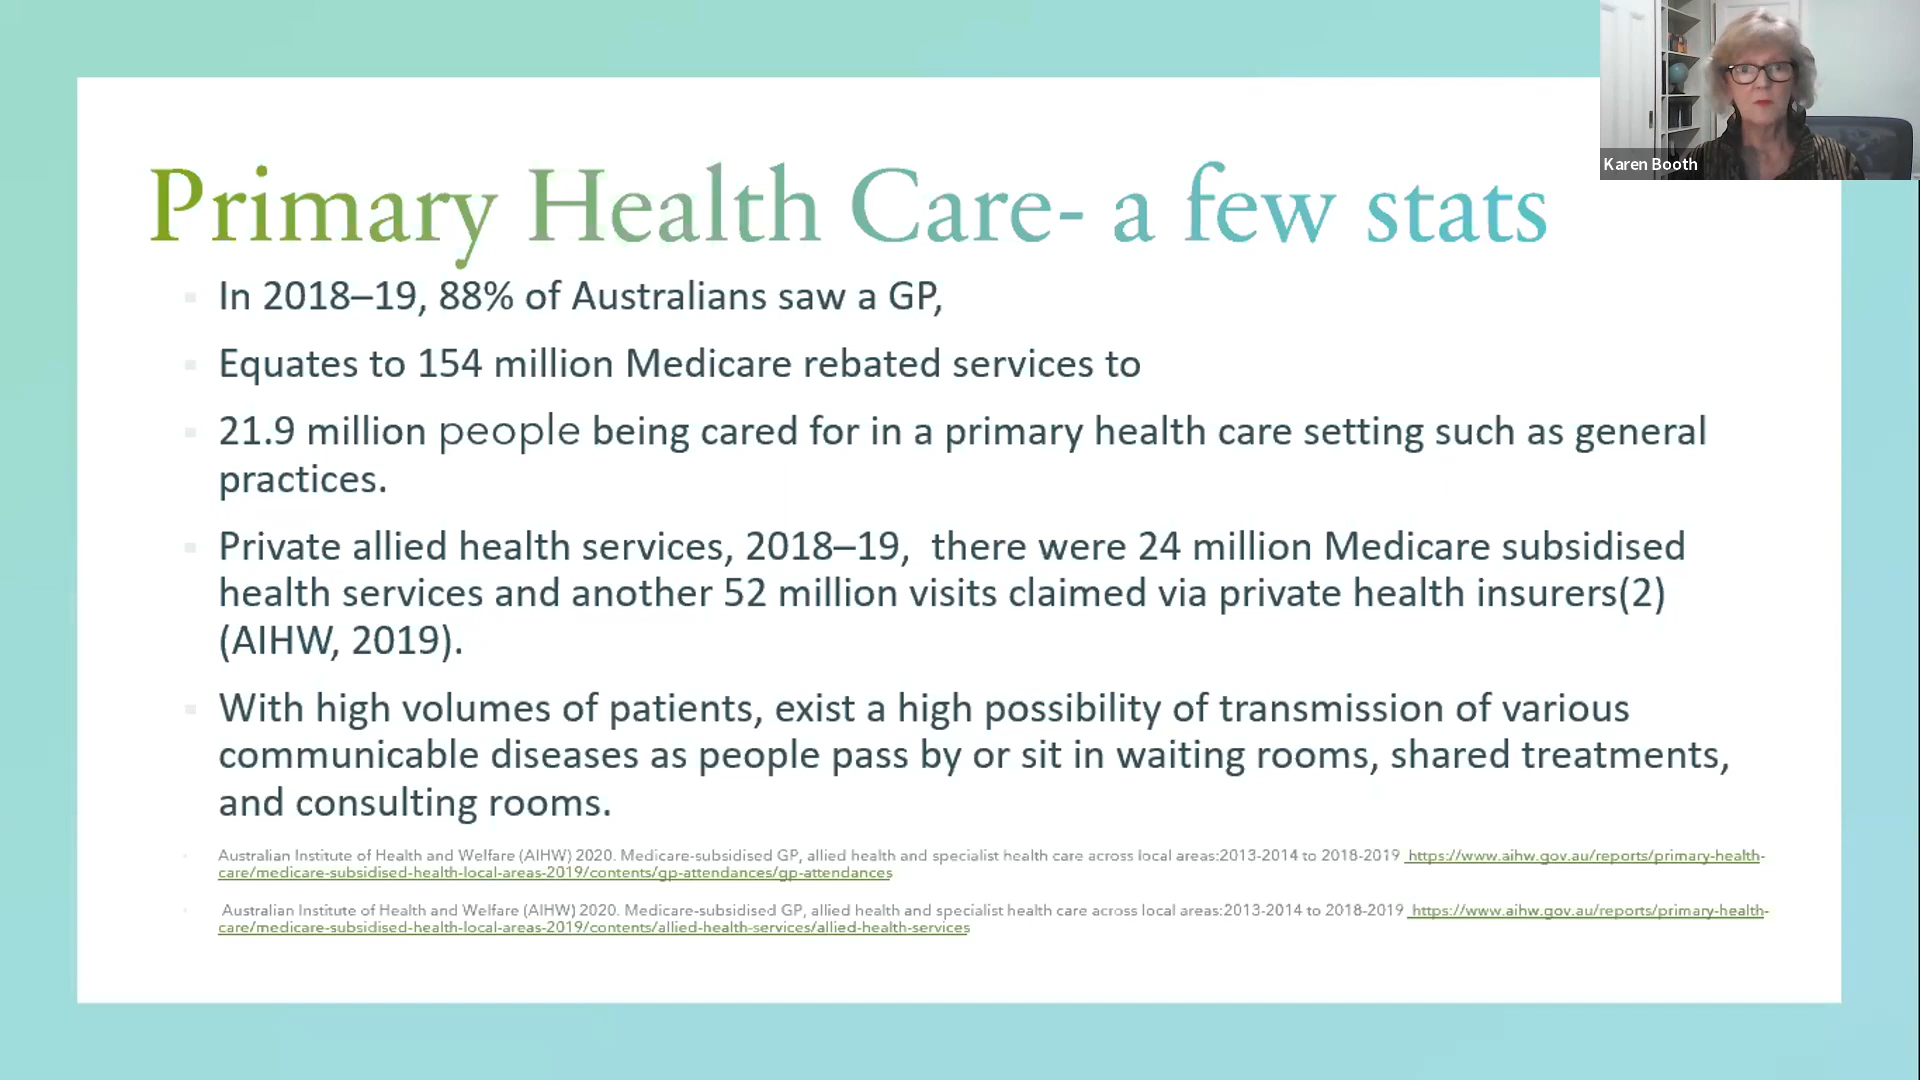 Karen Booth
Primary Health Care- a few stats
In 2018–19, 88% of Australians saw a GP,
Equates to 154 million Medicare rebated services to
21.9 million people being cared for in a primary health care setting such as general
practices.
Private allied health services, 2018–19,  there were 24 million Medicare subsidised
health services and another 52 million visits claimed via private health insurers(2)
(AIHW, 2019).
With high volumes of patients, exist a high possibility of transmission of various
communicable diseases as people pass by or sit in waiting rooms, shared treatments,
and consulting rooms.
Australian Institute of Health and Welfare (AIHW) 2020. Medicare-subsidised GP, allied health and specialist health care across local areas:2013-2014 to 2018-2019 https://www.aihw.gov.au/reports/primary-health-
care/medicare-subsidised-health-local-areas-2019/contents/gp-attendances/gp-attendances
Australian Institute of Health and Welfare (AIHW) 2020. Medicare-subsidised GP, allied health and specialist health care across local areas:2013-2014 to 2018-2019 https://www.aihw.gov.au/reports/primary-health-
care/medicare-subsidised-health-local-areas-2019/contents/allied-health-services/allied-health-services